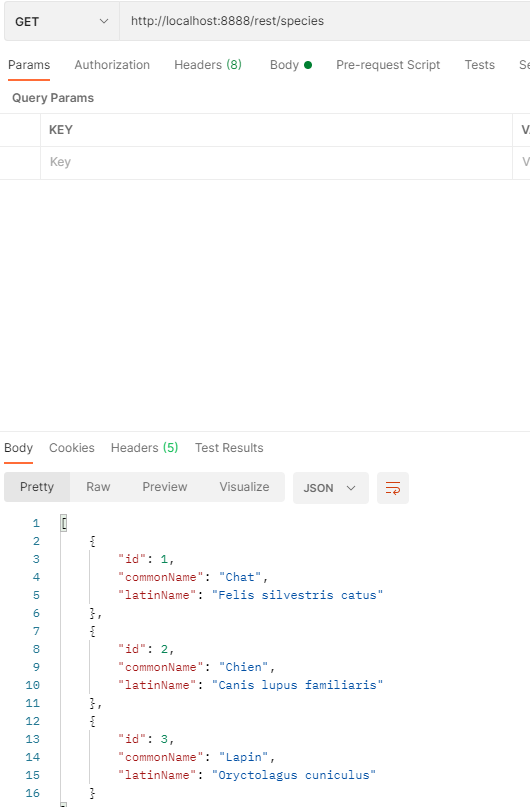 GET http://localhost:8888/rest/species
Params Authorization Headers (8) Body Pre-request Script Tests
Query Params
KEY
Key
Body Cookies Headers (5) Test Results
Pretty Raw Preview Visualize JSON
1 [
2 {
3 "id": 1,
4 "commonName": "Chat",
5 "latinName": "Felis silvestris catus"
6 },
7 {
8 "id": 2,
9 "commonName": "Chien",
10 "latinName": "Canis lupus familiaris"
11 },
12 {
13 "id": 3,
14 "commonName": "Lapin",
15 "latinName": "Oryctolagus cuniculus"
16 }